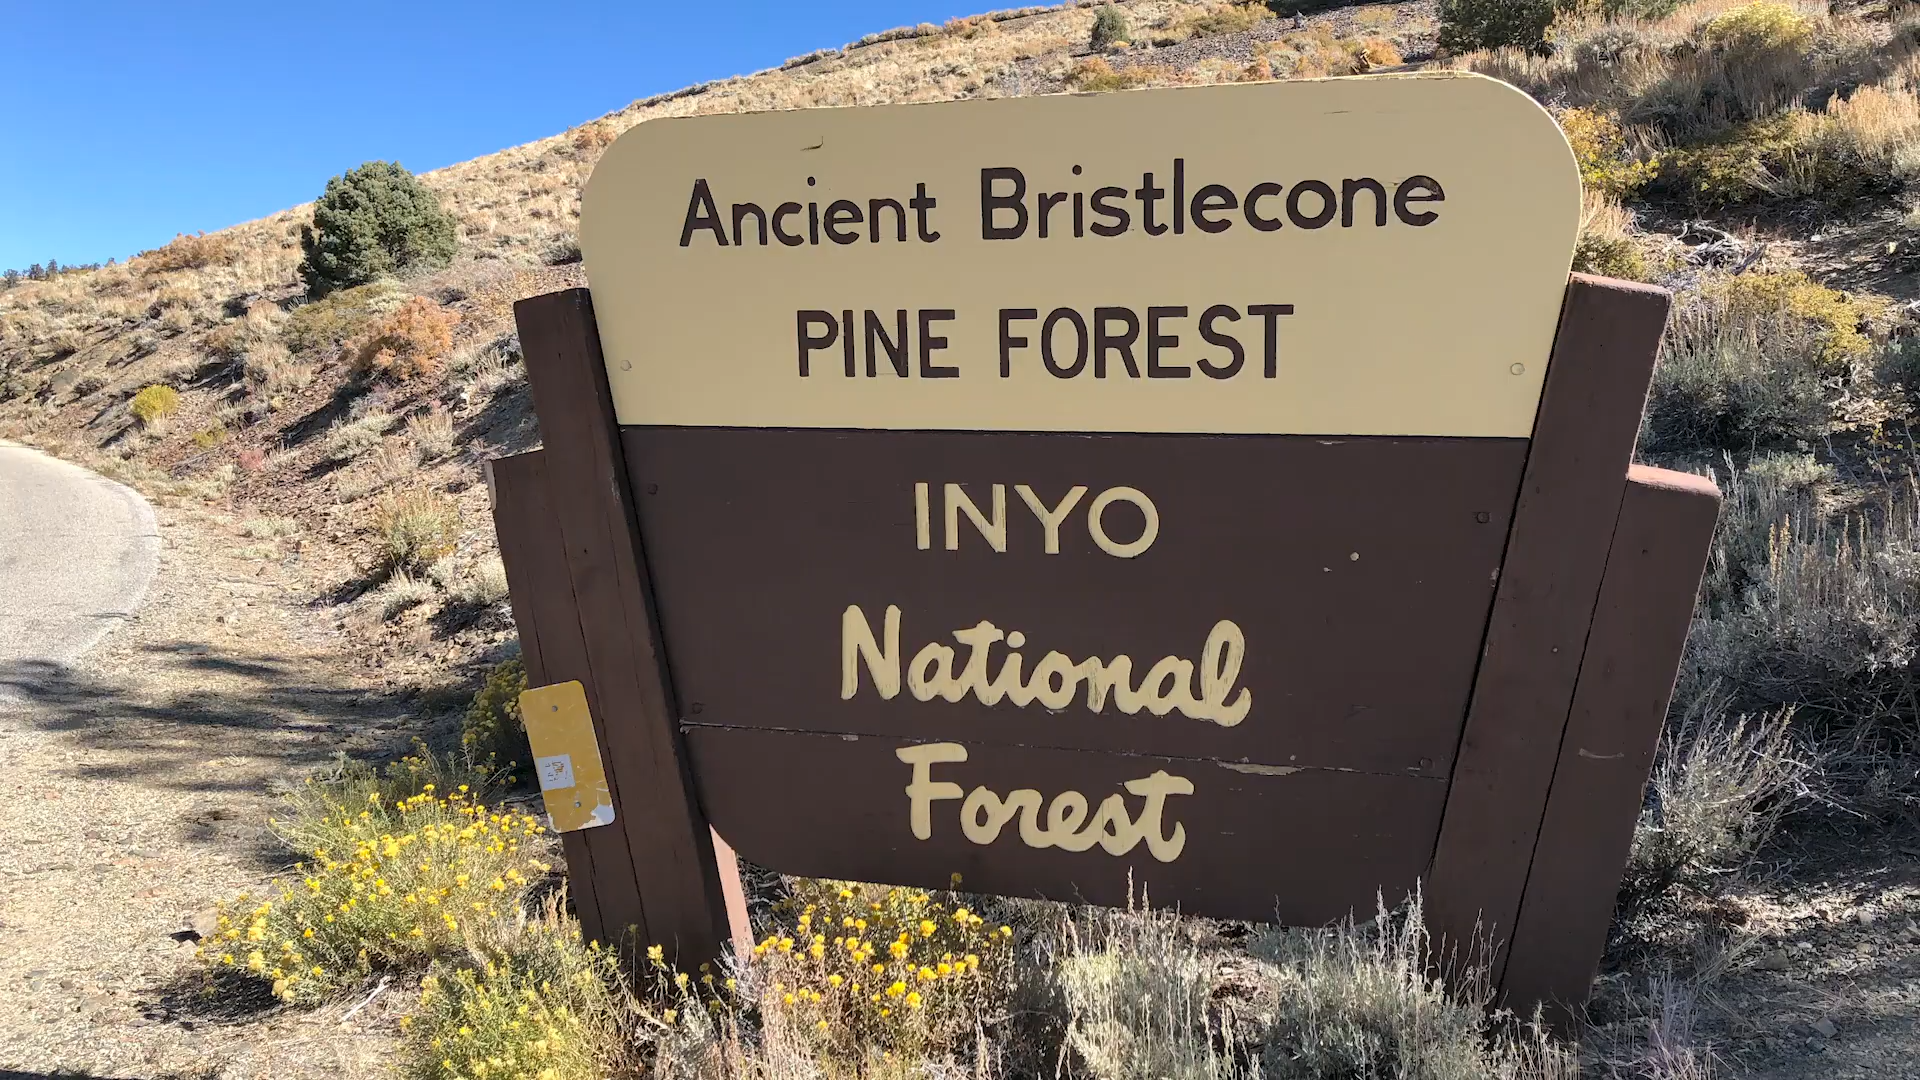 Ancient Bristlecone
PINE FOREST
INYO
National
Forest